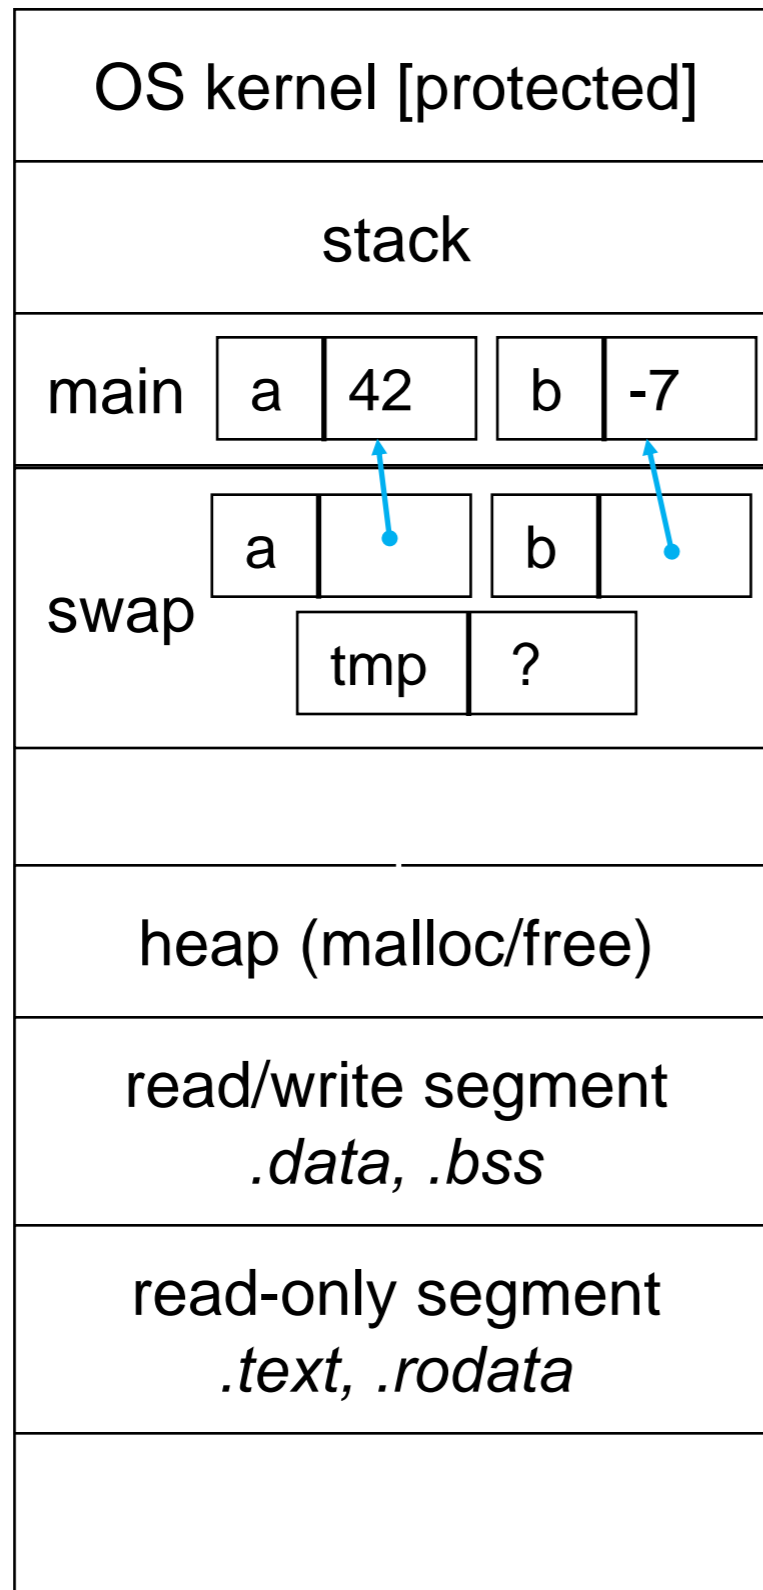 OS kernel [protected]
stack
main a 42 b -7
a b
swap
tmp ?
heap (malloc/free)
read/write segment
.data, .bss
read-only segment
.text, .rodata